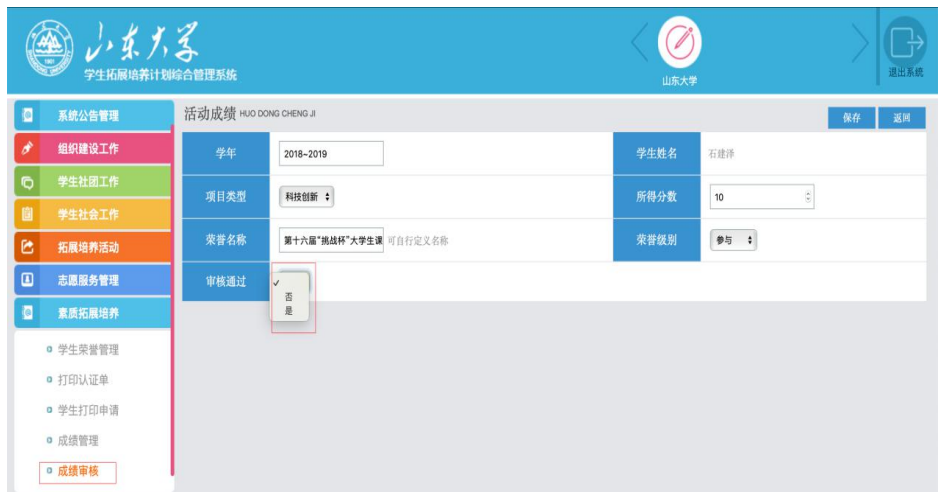 山东大学
学生拓展培养计划综合管理系统
山东大学
退出系统
系统公告管理
组织建设工作
学生社团工作
学生社会工作
拓展培养活动
志愿服务管理
素质拓展培养
学生荣誉管理
打印认证单
学生打印申请
成绩管理
成绩审核
活动成绩 HUO DONG CHENG JI
保存 返回
学年 2018~2019 学生姓名 石建泽
项目类型 科技创新 所得分数 10
荣誉名称 第十六届“挑战杯”大学生课 可自行定义名称 荣誉级别 参与
审核通过
✓
否
是